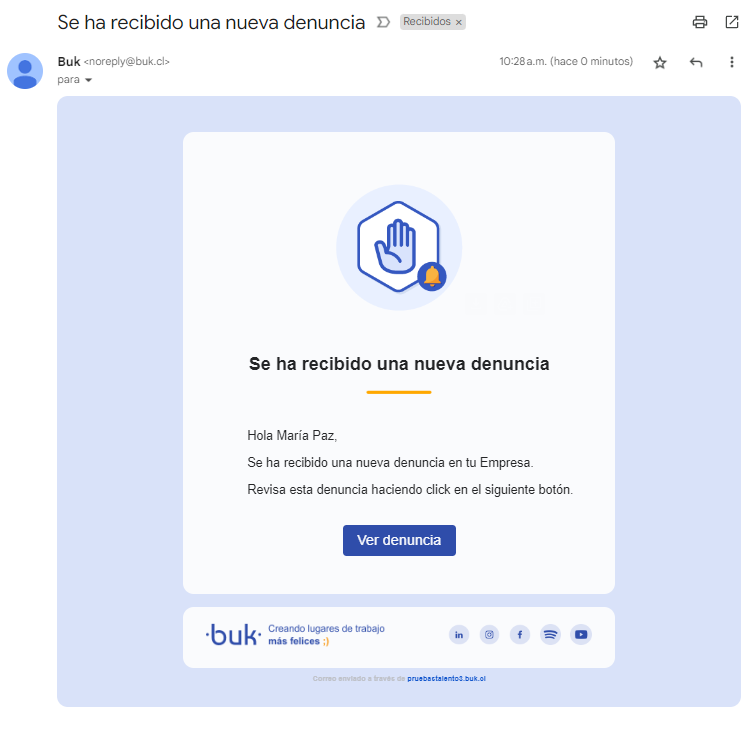 Se ha recibido una nueva denuncia
Recibidos ×
Buk <noreply@buk.cl>
10:28 a.m. (hace 0 minutos)
para
Se ha recibido una nueva denuncia
Hola María Paz,
Se ha recibido una nueva denuncia en tu Empresa.
Revisa esta denuncia haciendo click en el siguiente botón.
Ver denuncia
·buk·
Creando lugares de trabajo
más felices ;)
Correo enviado a través de pruebastalento3.buk.cl